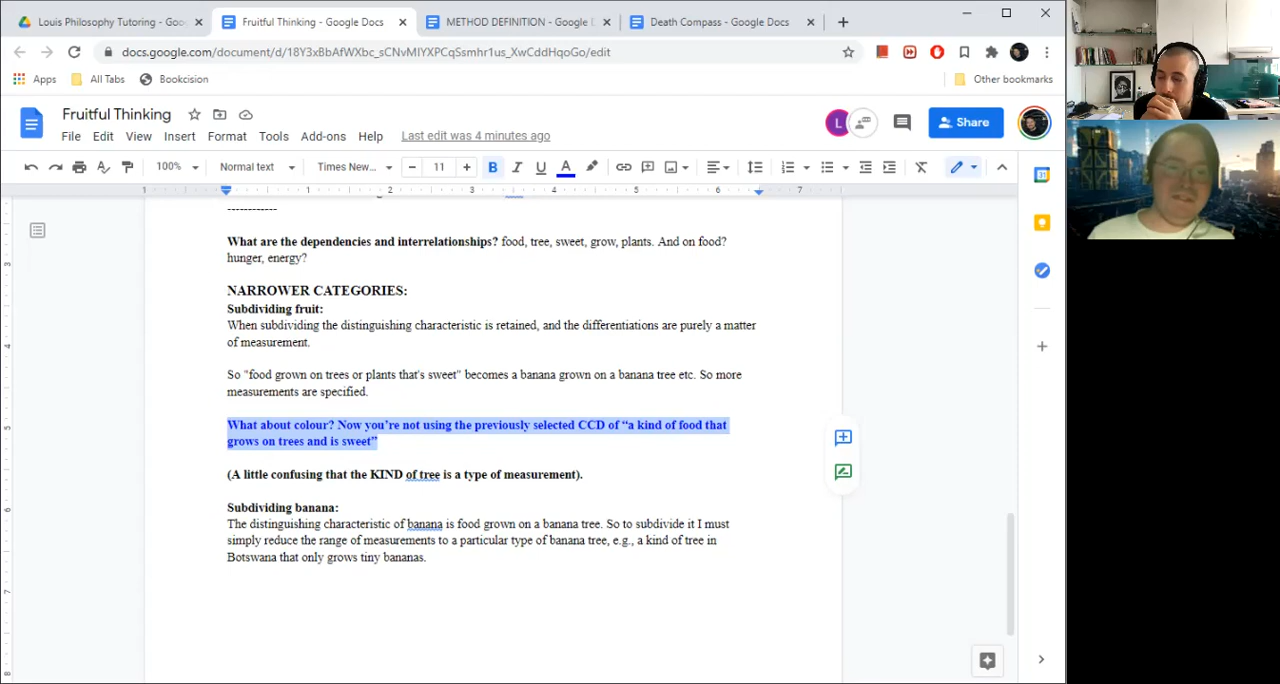 Louis Philosophy Tutoring - Goo
Fruitful Thinking - Google Docs
METHOD DEFINITION - Google D
Death Compass - Google Docs
docs.google.com/document/d/18Y3xBbAfWXbc_sCNvMIYXPCqSsmhr1us_XwCddHqoGo/edit
Apps All Tabs Bookcision Other bookmarks
Fruitful Thinking
File Edit View Insert Format Tools Add-ons Help Last edit was 4 minutes ago
L Share
100% Normal text Times New... 11 B I U A
1 1 2 3 4 5 6 7
------------
What are the dependencies and interrelationships? food, tree, sweet, grow, plants. And on food?
hunger, energy?
NARROWER CATEGORIES:
Subdividing fruit:
When subdividing the distinguishing characteristic is retained, and the differentiations are purely a matter
of measurement.
So "food grown on trees or plants that's sweet" becomes a banana grown on a banana tree etc. So more
measurements are specified.
What about colour? Now you’re not using the previously selected CCD of “a kind of food that
grows on trees and is sweet”
(A little confusing that the KIND of tree is a type of measurement).
Subdividing banana:
The distinguishing characteristic of banana is food grown on a banana tree. So to subdivide it I must
simply reduce the range of measurements to a particular type of banana tree, e.g., a kind of tree in
Botswana that only grows tiny bananas.